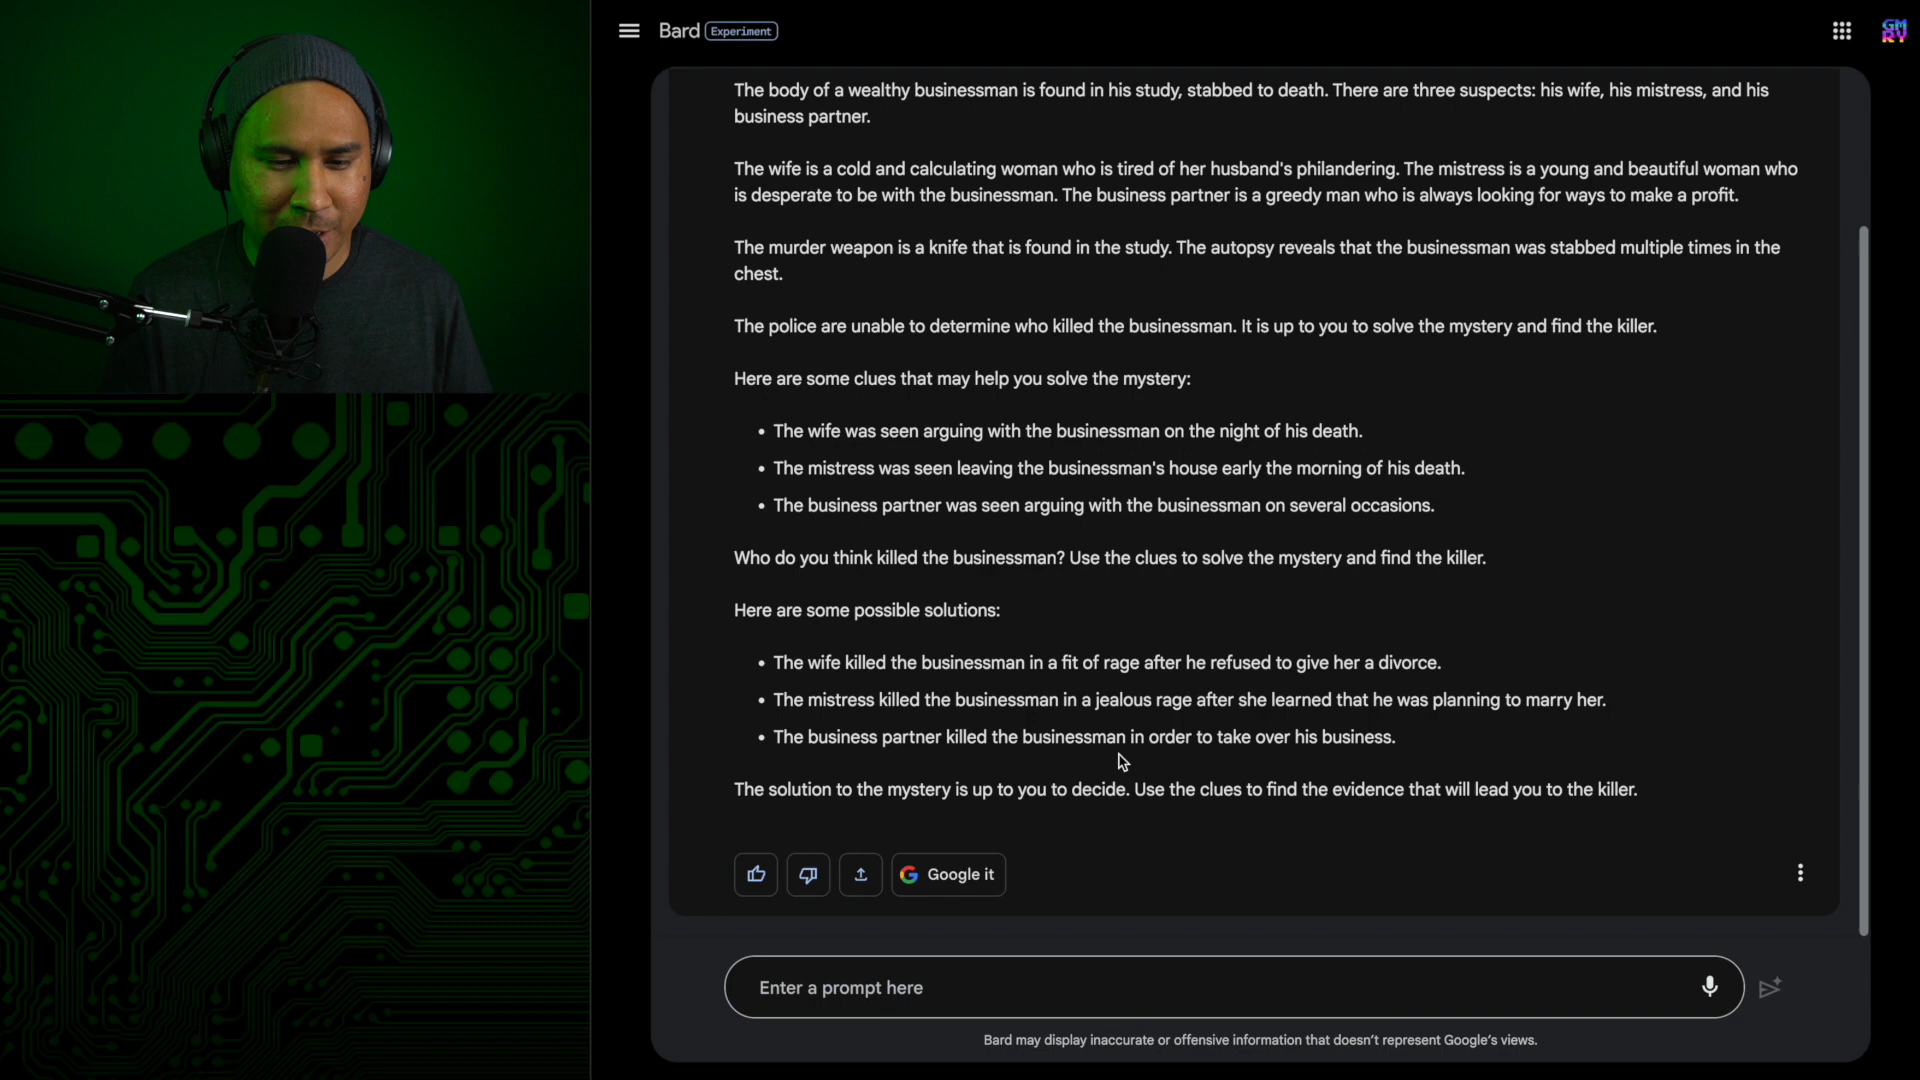 Bard Experiment
GM
RY
The body of a wealthy businessman is found in his study, stabbed to death. There are three suspects: his wife, his mistress, and his
business partner.
The wife is a cold and calculating woman who is tired of her husband's philandering. The mistress is a young and beautiful woman who
is desperate to be with the businessman. The business partner is a greedy man who is always looking for ways to make a profit.
The murder weapon is a knife that is found in the study. The autopsy reveals that the businessman was stabbed multiple times in the
chest.
The police are unable to determine who killed the businessman. It is up to you to solve the mystery and find the killer.
Here are some clues that may help you solve the mystery:
• The wife was seen arguing with the businessman on the night of his death.
• The mistress was seen leaving the businessman's house early the morning of his death.
• The business partner was seen arguing with the businessman on several occasions.
Who do you think killed the businessman? Use the clues to solve the mystery and find the killer.
Here are some possible solutions:
• The wife killed the businessman in a fit of rage after he refused to give her a divorce.
• The mistress killed the businessman in a jealous rage after she learned that he was planning to marry her.
• The business partner killed the businessman in order to take over his business.
The solution to the mystery is up to you to decide. Use the clues to find the evidence that will lead you to the killer.
Google it
Enter a prompt here
Bard may display inaccurate or offensive information that doesn't represent Google's views.